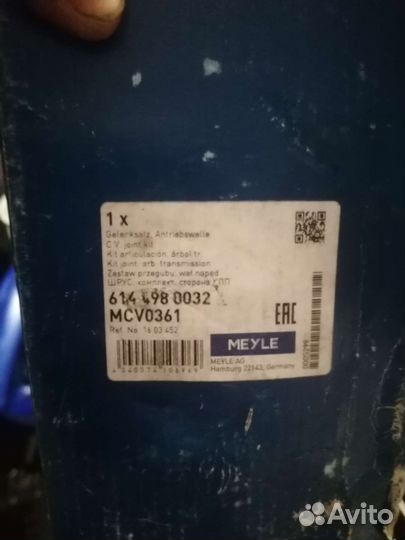 1 x
Gelenksatz, Antriebswelle
C.V. joint kit
Kit articulación, árbol tr.
Kit joint. arb. transmission
Zestaw przegubu, wał napęd
ШРУС, комплект, сторона КПП
614 498 0032
MCV0361
Ref. No. 16 03 452
EAC
MEYLE
MEYLE AG
Hamburg 22143, Germany
Avito